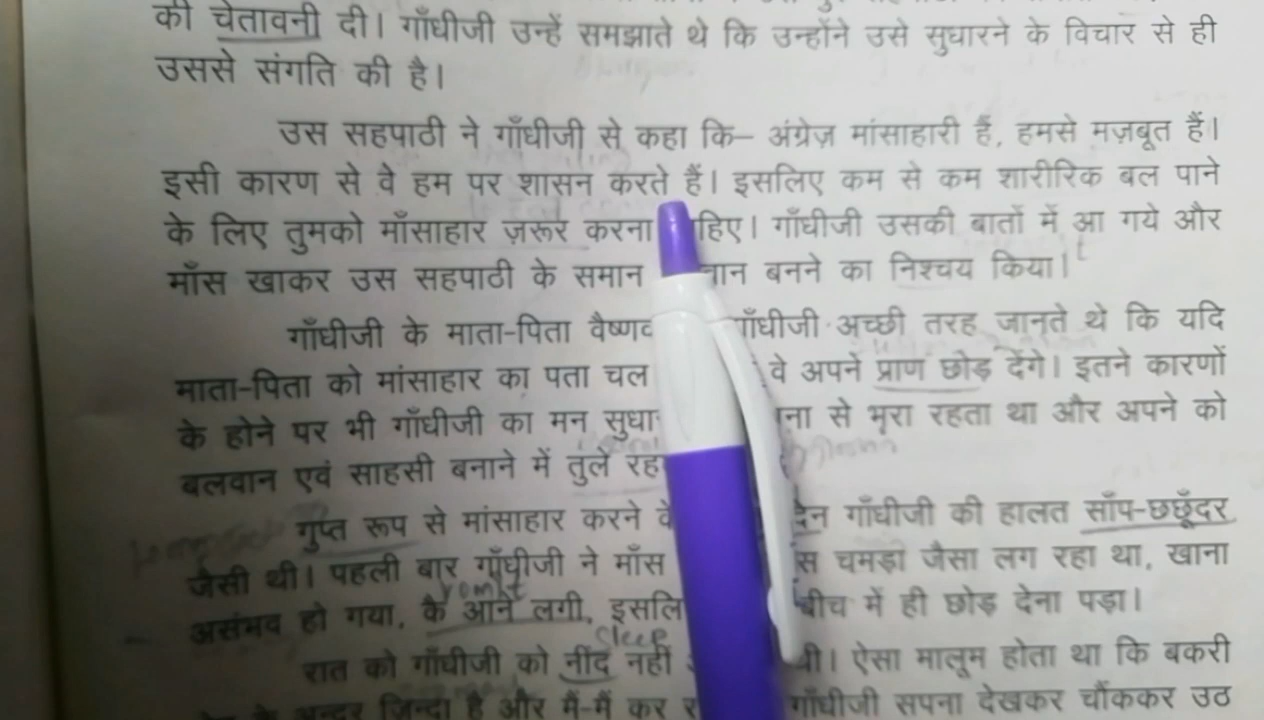 की चेतावनी दी। गाँधीजी उन्हें समझाते थे कि उन्होंने उसे सुधारने के विचार से ही
उससे संगति की है।
उस सहपाठी ने गाँधीजी से कहा कि– अंग्रेज़ मांसाहारी हैं, हमसे मज़बूत हैं।
इसी कारण से वे हम पर शासन करते हैं। इसलिए कम से कम शारीरिक बल पाने
के लिए तुमको माँसाहार ज़रूर करना हिए। गाँधीजी उसकी बातों में आ गये और
माँस खाकर उस सहपाठी के समान वान बनने का निश्चय किया।
गाँधीजी के माता-पिता वैष्णव गाँधीजी अच्छी तरह जानते थे कि यदि
माता-पिता को मांसाहार का पता चल वे अपने प्राण छोड़ देंगे। इतने कारणों
के होने पर भी गाँधीजी का मन सुधा ना से भरा रहता था और अपने को
बलवान एवं साहसी बनाने में तुले रह
गुप्त रूप से मांसाहार करने के दिन गाँधीजी की हालत साँप-छछूँदर
जैसी थी। पहली बार गाँधीजी ने माँस स चमड़ा जैसा लग रहा था, खाना
vomit
असंभव हो गया, कै आने लगी, इसलि बीच में ही छोड़ देना पड़ा।
sleep
रात को गाँधीजी को नींद नहीं थी। ऐसा मालूम होता था कि बकरी
अन्दर ज़िन्दा है और मैं-मैं कर र गाँधीजी सपना देखकर चौंककर उठ